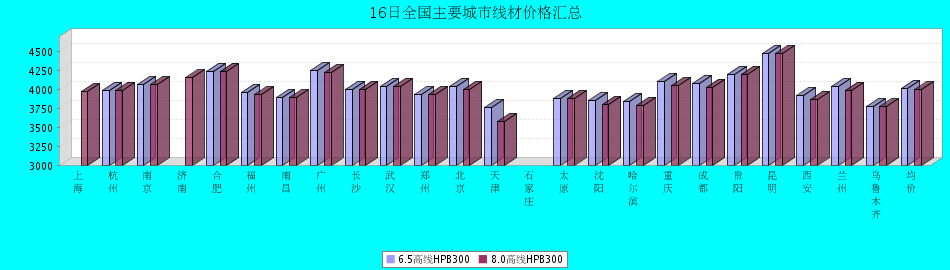 16日全国主要城市线材价格汇总
4500
4250
4000
3750
3500
3250
3000
上海
杭州
南京
济南
合肥
福州
南昌
广州
长沙
武汉
郑州
北京
天津
石家庄
太原
沈阳
哈尔滨
重庆
成都
贵阳
昆明
西安
兰州
乌鲁木齐
均价
6.5高线HPB300
8.0高线HPB300